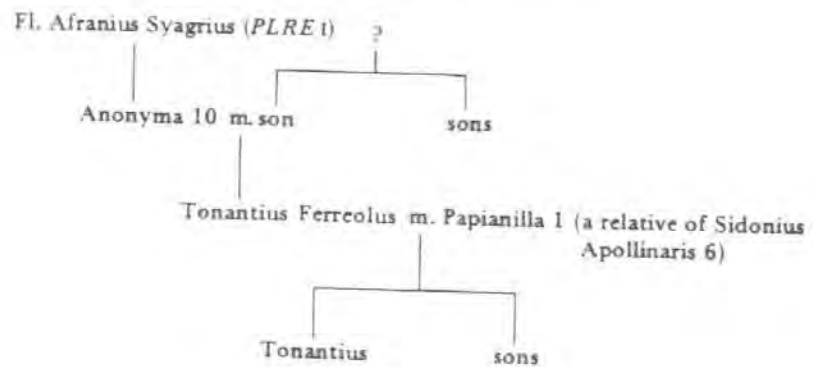 Fl. Afranius Syagrius (PLRE I) ?
Anonyma 10 m. son sons
Tonantius Ferreolus m. Papianilla 1 (a relative of Sidonius
Apollinaris 6)
Tonantius sons